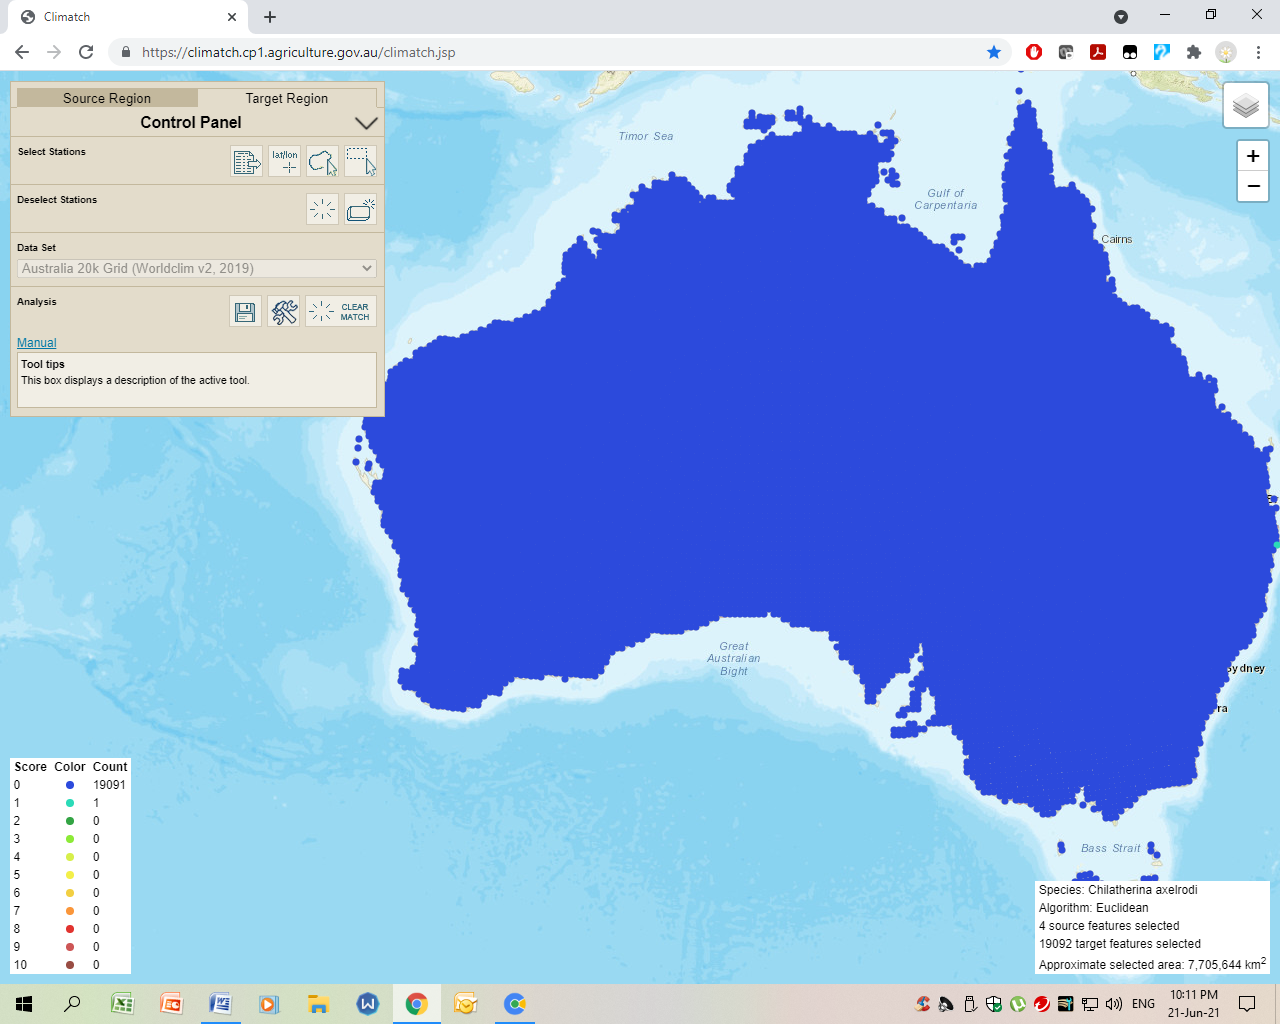 Climatch
https://climatch.cp1.agriculture.gov.au/climatch.jsp
Source Region
Target Region
Control Panel
Select Stations
lat/lon
Deselect Stations
Data Set
Australia 20k Grid (Worldclim v2, 2019)
Analysis
CLEAR
MATCH
Manual
Tool tips
This box displays a description of the active tool.
Timor Sea
Gulf of
Carpentaria
Cairns
+
−
Great
Australian
Bight
Sydney
ra
Bass Strait
Score Color Count
0 19091
1 1
2 0
3 0
4 0
5 0
6 0
7 0
8 0
9 0
10 0
Species: Chilatherina axelrodi
Algorithm: Euclidean
4 source features selected
19092 target features selected
Approximate selected area: 7,705,644 km2
ENG
10:11 PM
21-Jun-21